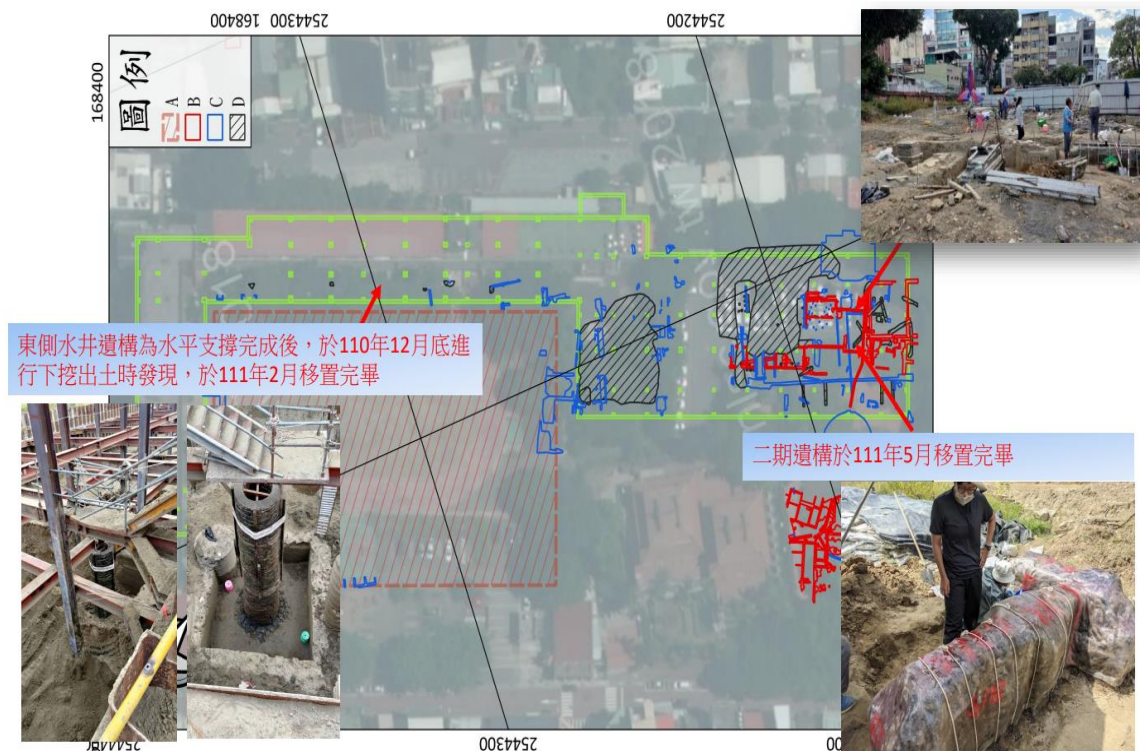 168400
2544300
2544200
168400
圖例
A
B
C
D
東側水井遺構為水平支撐完成後，於110年12月底進
行下挖出土時發現，於111年2月移置完畢
二期遺構於111年5月移置完畢
2544300